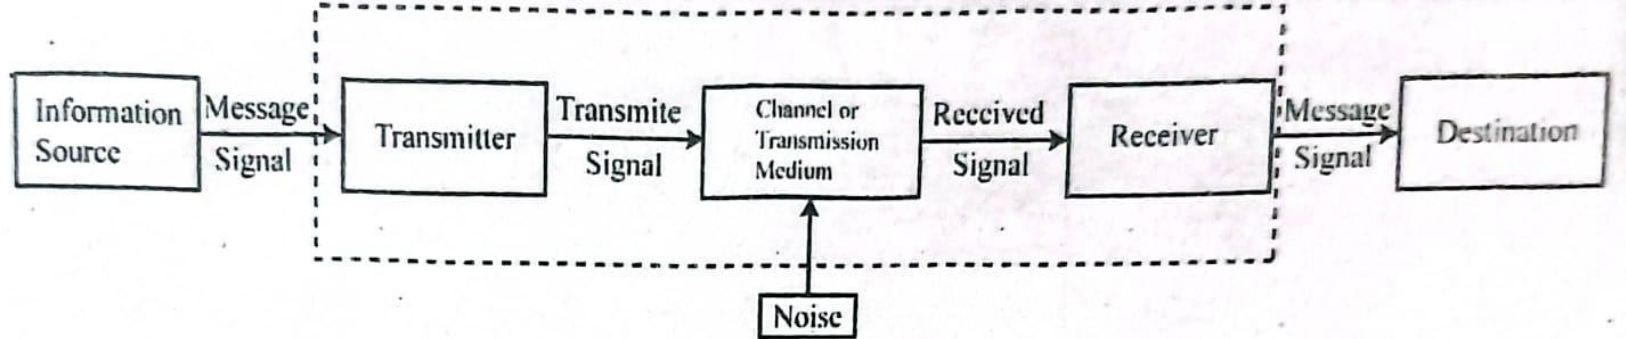 Information
Source
Message
Signal
Transmitter
Transmite
Signal
Channel or
Transmission
Medium
Received
Signal
Receiver
Message
Signal
Destination
Noise